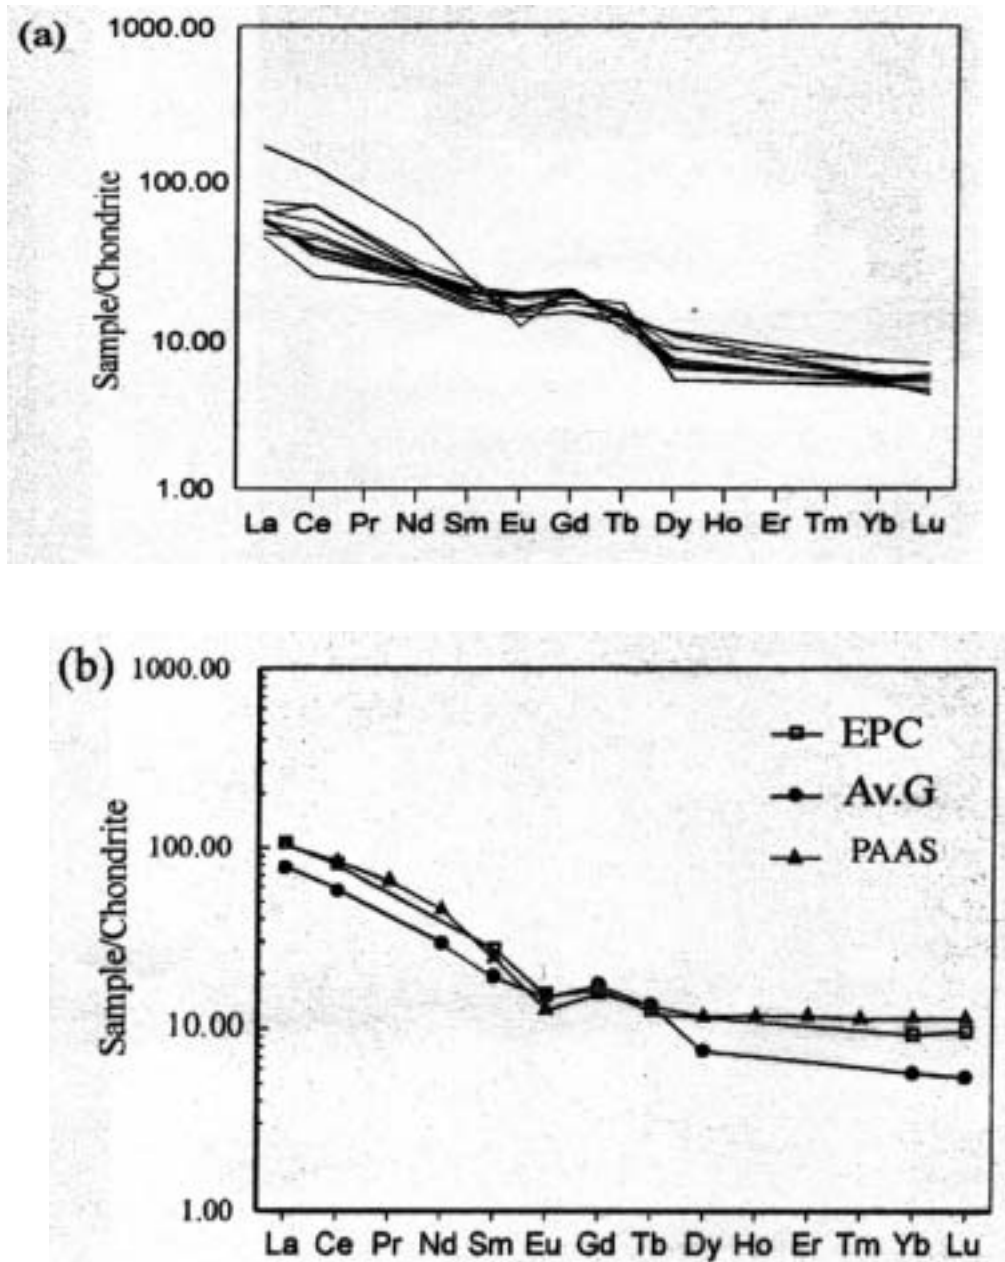 (a)
1000.00
100.00
10.00
1.00
Sample/Chondrite
La Ce Pr Nd Sm Eu Gd Tb Dy Ho Er Tm Yb Lu
(b)
1000.00
100.00
10.00
1.00
Sample/Chondrite
EPC
Av.G
PAAS
La Ce Pr Nd Sm Eu Gd Tb Dy Ho Er Tm Yb Lu